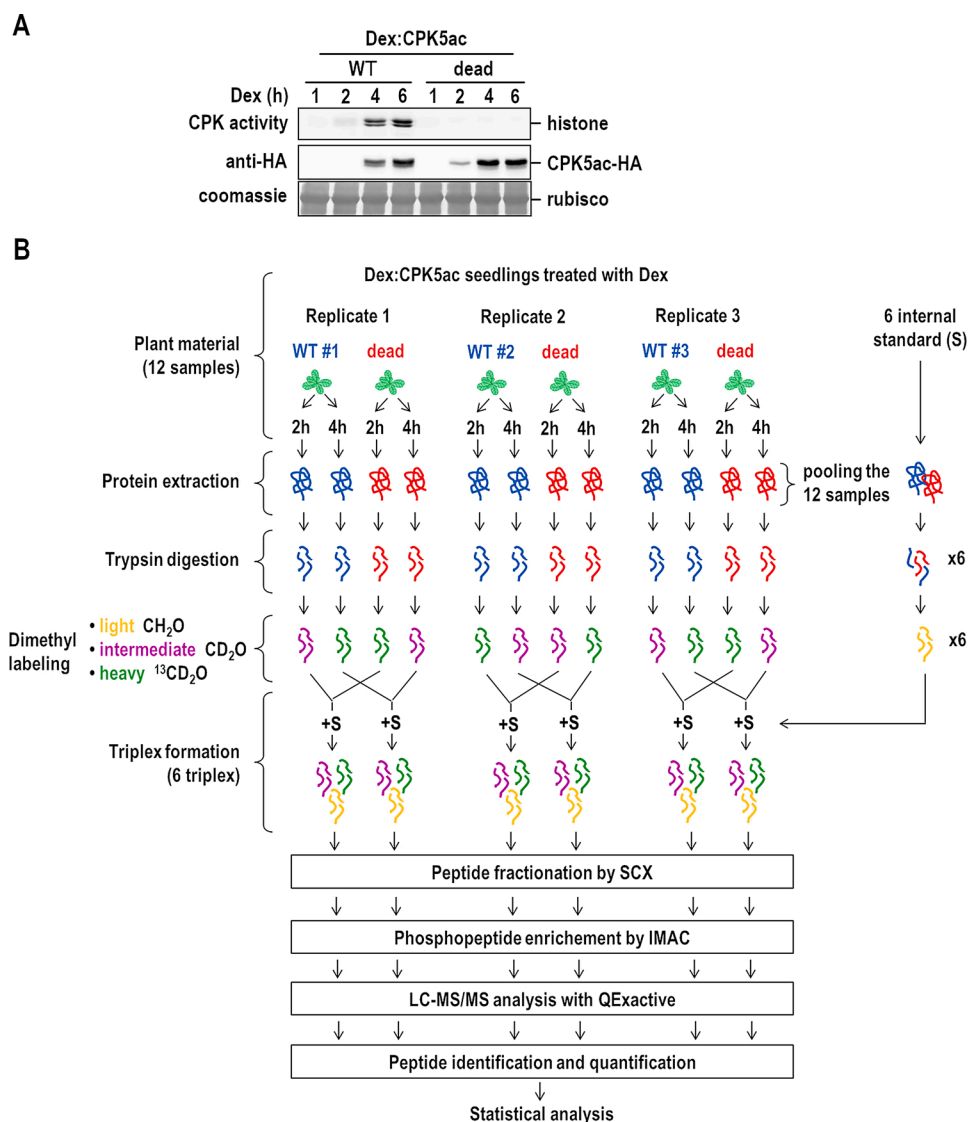 A
Dex:CPK5ac
WT dead
Dex (h) 1 2 4 6 1 2 4 6
CPK activity histone
anti-HA CPK5ac-HA
coomassie rubisco
B
Dex:CPK5ac seedlings treated with Dex
Replicate 1 Replicate 2 Replicate 3 6 internal
standard (S)
Plant material
(12 samples)
WT #1 dead WT #2 dead WT #3 dead
2h 4h 2h 4h 2h 4h 2h 4h 2h 4h 2h 4h
Protein extraction pooling the
12 samples
Trypsin digestion x6
Dimethyl
labeling
• light CH₂O
• intermediate CD₂O
• heavy ¹³CD₂O
x6
+S +S +S +S +S +S
Triplex formation
(6 triplex)
Peptide fractionation by SCX
Phosphopeptide enrichement by IMAC
LC-MS/MS analysis with QExactive
Peptide identification and quantification
Statistical analysis